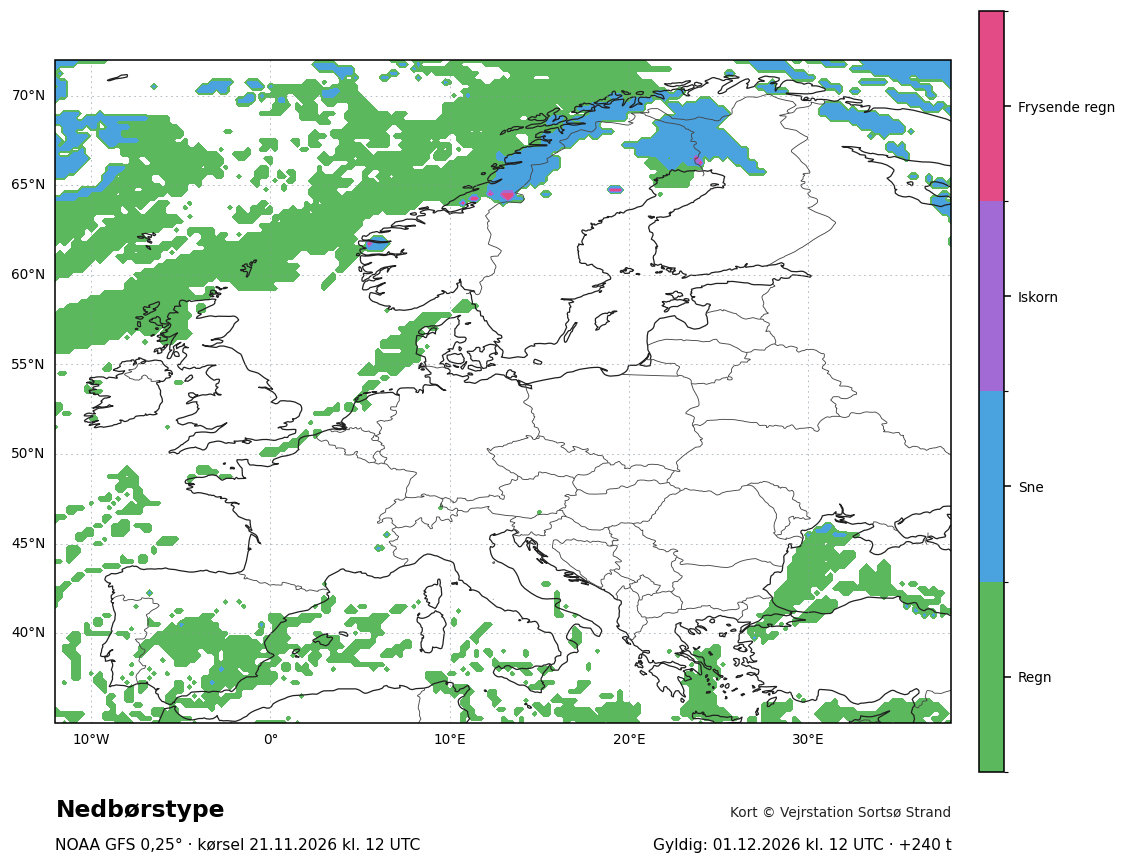 70°N
65°N
60°N
55°N
50°N
45°N
40°N
10°W
0°
10°E
20°E
30°E
Frysende regn
Iskorn
Sne
Regn
Nedbørstype
Kort © Vejrstation Sortsø Strand
NOAA GFS 0,25° · kørsel 21.11.2026 kl. 12 UTC
Gyldig: 01.12.2026 kl. 12 UTC · +240 t